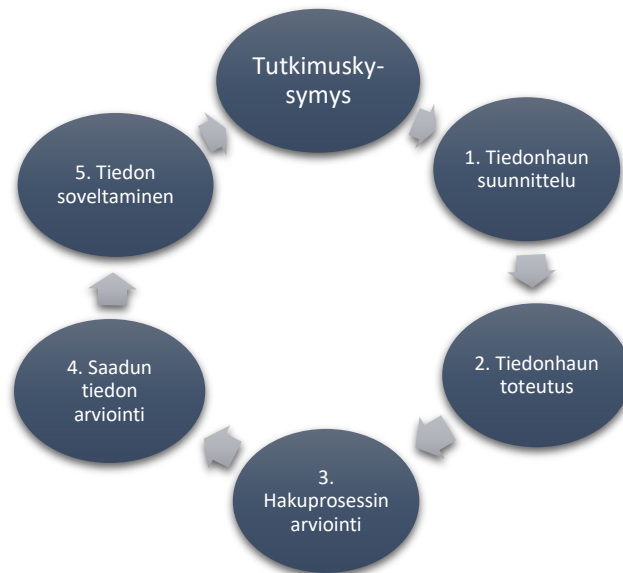 Tutkimusky-
symys
1. Tiedonhaun
suunnittelu
2. Tiedonhaun
toteutus
3.
Hakuprosessin
arviointi
4. Saadun
tiedon
arviointi
5. Tiedon
soveltaminen